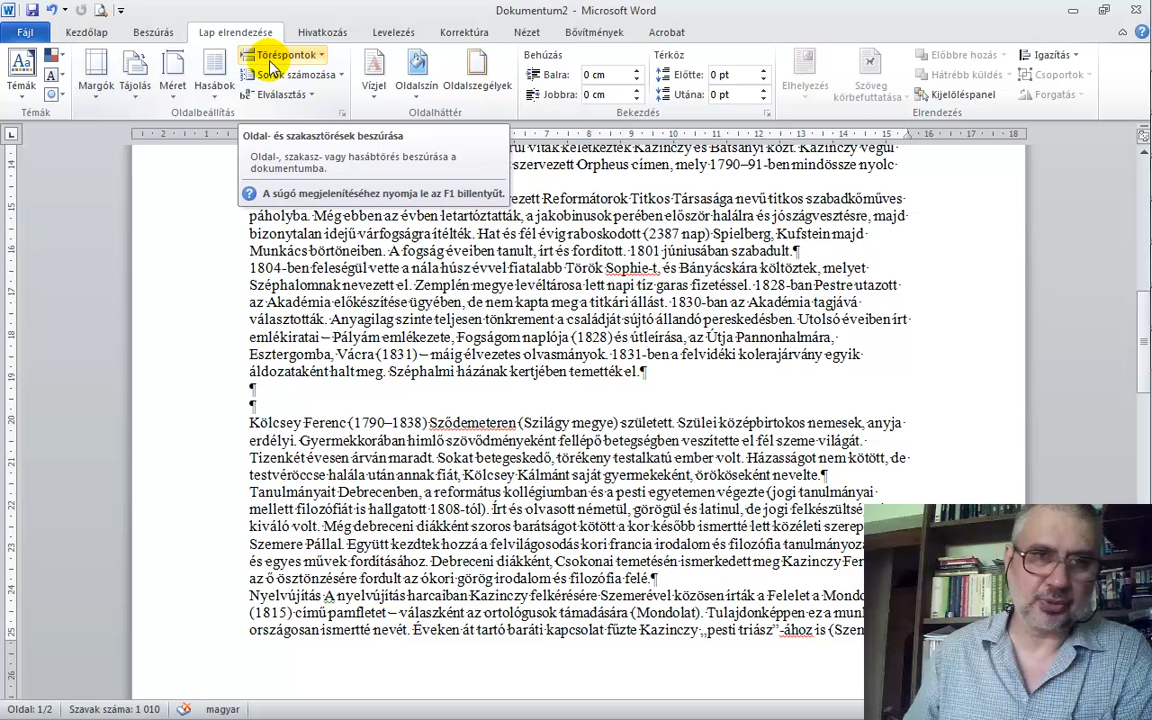 Dokumentum2 - Microsoft Word
Fájl Kezdőlap Beszúrás Lap elrendezése Hivatkozás Levelezés Korrektúra Nézet Bővítmények Acrobat
Töréspontok
Sorok számozása
Elválasztás
Témák Margók Tájolás Méret Hasábok
Vízjel Oldalszín Oldalszegélyek
Behúzás
Balra: 0 cm
Jobbra: 0 cm
Térköz
Előtte: 0 pt
Utána: 0 pt
Elhelyezés Szöveg körbefuttatása
Előbbre hozás
Hátrébb küldés
Kijelölőpanel
Igazítás
Csoportos
Forgatás
Témák Oldalbeállítás Oldalháttér Bekezdés Elrendezés
Oldal- és szakasztörések beszúrása
Oldal-, szakasz- vagy hasábtörés beszúrása a
dokumentumba.
A súgó megjelenítéséhez nyomja le az F1 billentyűt.
viták keletkeztek Kazinczy és Batsányi közt. Kazinczy végül
szervezett Orpheus címen, mely 1790–91-ben mindössze nyolc
Reformátorok Titkos Társasága nevű titkos szabadkőműves
páholyba. Még ebben az évben letartóztatták, a jakobinusok perében először halálra és jószágvesztésre, majd
bizonytalan idejű várfogságra ítélték. Hat és fél évig raboskodott (2387 nap) Spielberg, Kufstein majd
Munkács börtöneiben. A fogság éveiben tanult, írt és fordított. 1801 júniusában szabadult.¶
1804-ben feleségül vette a nála húsz évvel fiatalabb Török Sophie-t, és Bányácskára költöztek, melyet
Széphalomnak nevezett el. Zemplén megye levéltárosa lett napi tíz garas fizetéssel. 1828-ban Pestre utazott
az Akadémia előkészítése ügyében, de nem kapta meg a titkári állást. 1830-ban az Akadémia tagjává
választották. Anyagilag szinte teljesen tönkrement a családját sújtó állandó pereskedésben. Utolsó éveiben írt
emlékiratai – Pályám emlékezete, Fogságom naplója (1828) és útleírása, az Útja Pannonhalmára,
Esztergomba, Vácra (1831) – máig élvezetes olvasmányok. 1831-ben a felvidéki kolerajárvány egyik
áldozataként halt meg. Széphalmi házának kertjében temették el.¶
¶
¶
Kölcsey Ferenc (1790–1838) Sződemeteren (Szilágy megye) született. Szülei középbirtokos nemesek, anyja
erdélyi. Gyermekkorában himlő szövődményeként fellépő betegségben veszítette el fél szeme világát.
Tizenkét évesen árván maradt. Sokat betegeskedő, törékeny testalkatú ember volt. Házasságot nem kötött, de
testvéröccse halála után annak fiát, Kölcsey Kálmánt saját gyermekeként, örököseként nevelte.¶
Tanulmányait Debrecenben, a református kollégiumban és a pesti egyetemen végezte (jogi tanulmányai
mellett filozófiát is hallgatott 1808-tól). Írt és olvasott németül, görögül és latinul, de jogi felkészültség
kiváló volt. Még debreceni diákként szoros barátságot kötött a kor később ismertté lett közéleti szerep
Szemere Pállal. Együtt kezdtek hozzá a felvilágosodás kori francia irodalom és filozófia tanulmányoz
és egyes művek fordításához. Debreceni diákként, Csokonai temetésén ismerkedett meg Kazinczy Fer
az ő ösztönzésére fordult az ókori görög irodalom és filozófia felé.¶
Nyelvújítás A nyelvújítás harcaiban Kazinczy felkérésére Szemerével közösen írták a Felelet a Mondo
(1815) című pamfletet – válaszként az ortológusok támadására (Mondolat). Tulajdonképpen ez a mun
országosan ismertté nevét. Éveken át tartó baráti kapcsolat fűzte Kazinczy „pesti triász”-ához is (Szem
Oldal: 1/2 Szavak száma: 1 010 magyar